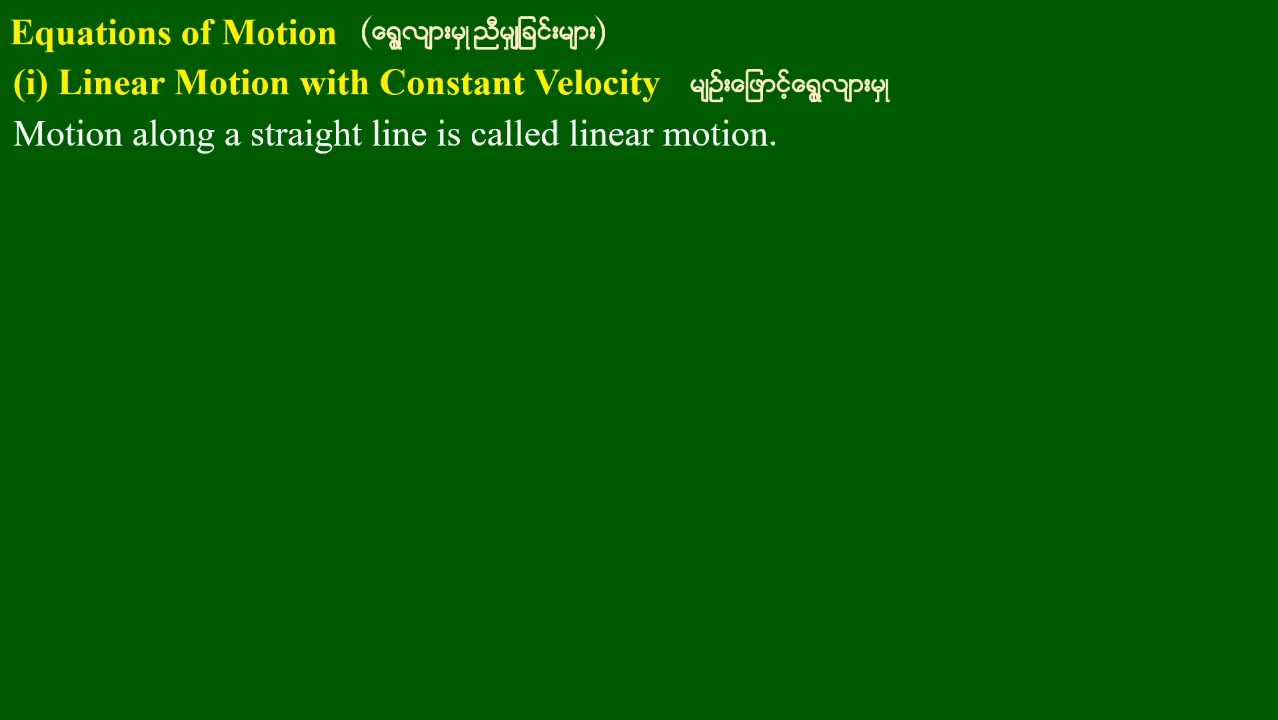 Equations of Motion (ရွေ့လျားမှု ညီမျှခြင်းများ)
(i) Linear Motion with Constant Velocity မျဉ်းဖြောင့်ရွေ့လျားမှု
Motion along a straight line is called linear motion.